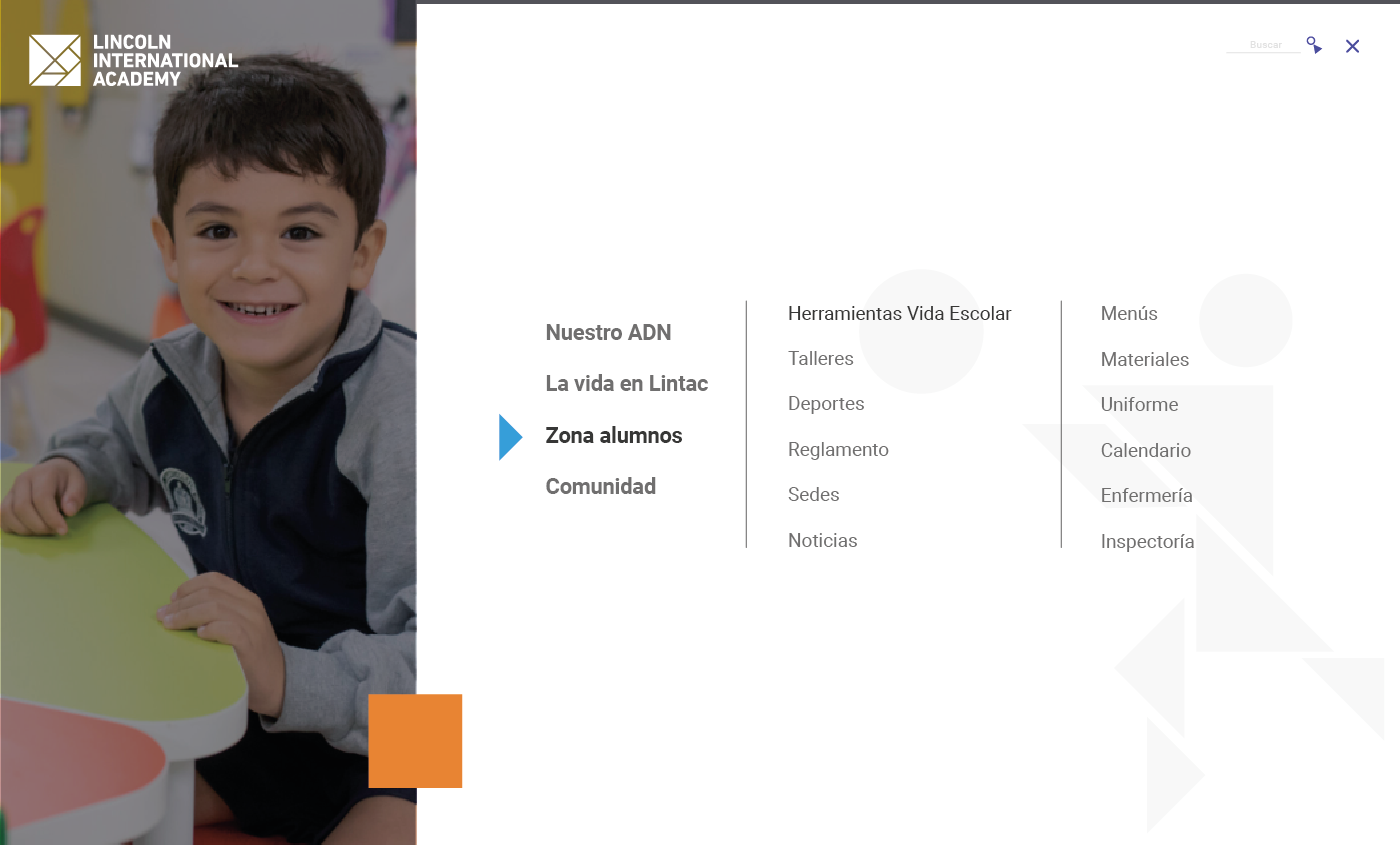 LINCOLN
INTERNATIONAL
ACADEMY
Buscar
Nuestro ADN
La vida en Lintac
Zona alumnos
Comunidad
Herramientas Vida Escolar
Talleres
Deportes
Reglamento
Sedes
Noticias
Menús
Materiales
Uniforme
Calendario
Enfermería
Inspectoría